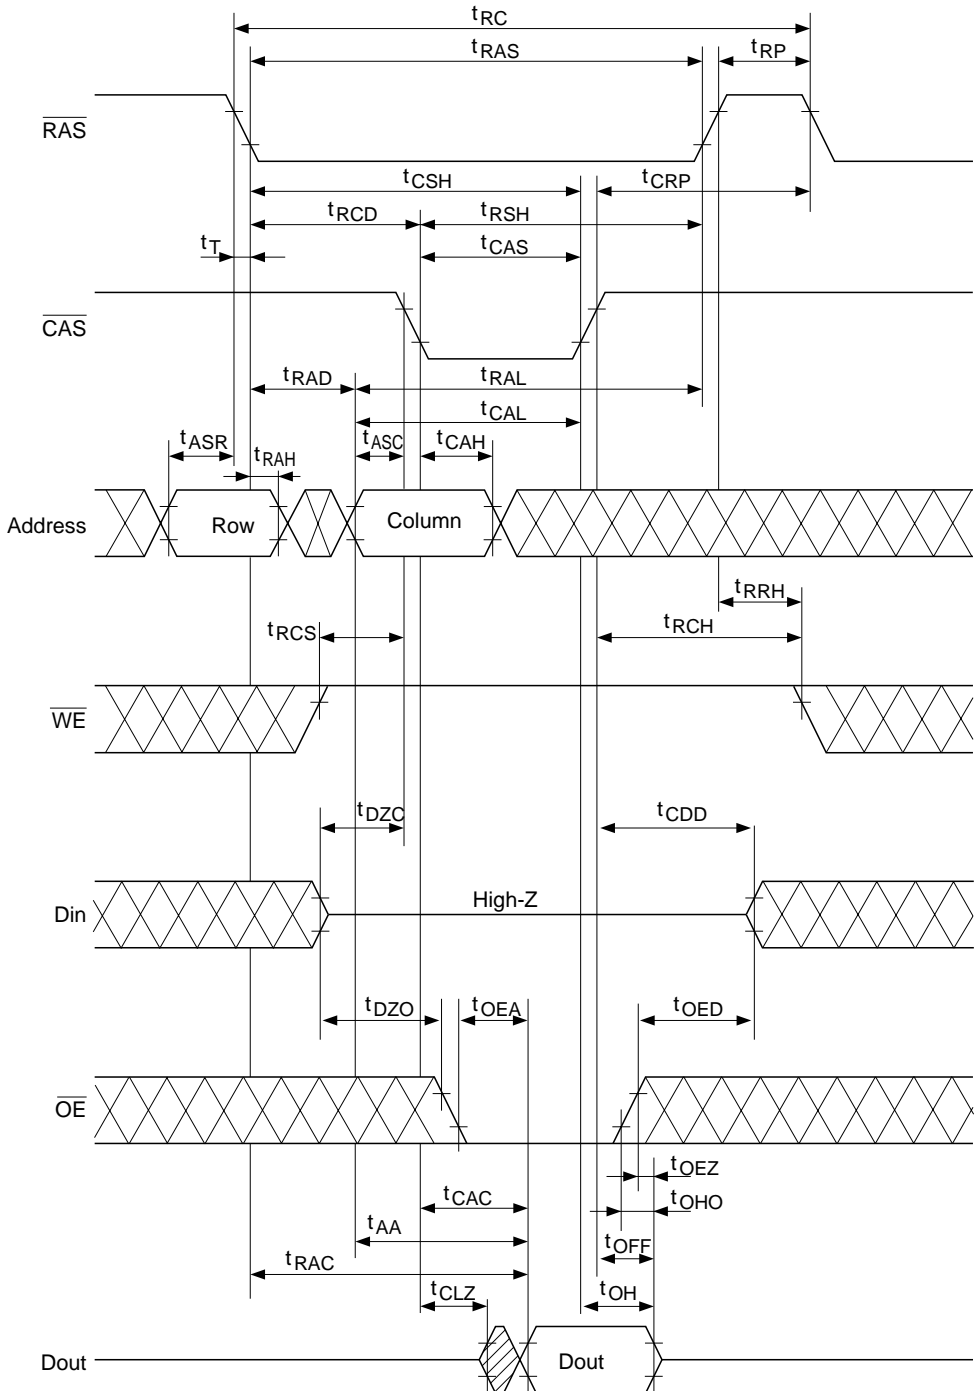 tRC
tRAS
tRP
RAS
tCSH
tCRP
tRCD
tRSH
tT
tCAS
CAS
tRAD
tRAL
tCAL
tASR
tRAH
tASC
tCAH
Address
Row
Column
tRRH
tRCS
tRCH
WE
tDZC
tCDD
Din
High-Z
tDZO
tOEA
tOED
OE
tOEZ
tCAC
tOHO
tAA
tOFF
tRAC
tCLZ
tOH
Dout
Dout